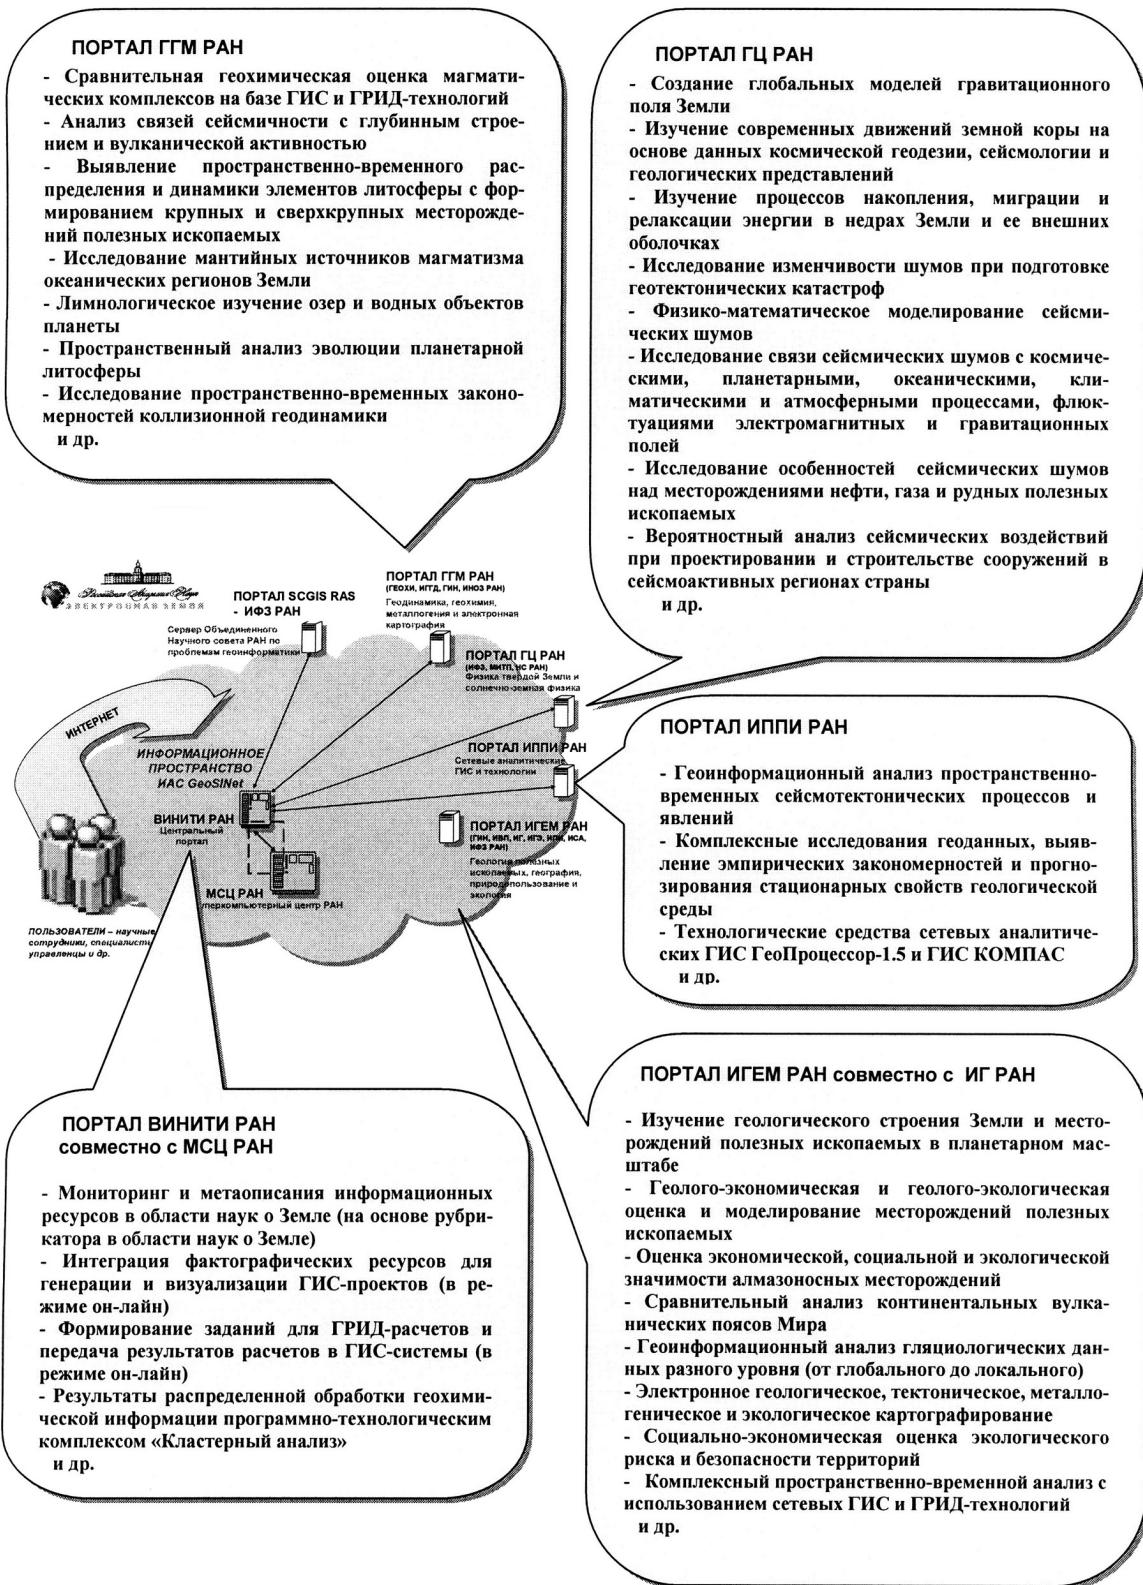 ПОРТАЛ ГГМ РАН
- Сравнительная геохимическая оценка магмати-
ческих комплексов на базе ГИС и ГРИД-технологий
- Анализ связей сейсмичности с глубинным строе-
нием и вулканической активностью
- Выявление пространственно-временного рас-
пределения и динамики элементов литосферы с фор-
мированием крупных и сверхкрупных месторожде-
ний полезных ископаемых
- Исследование мантийных источников магматизма
океанических регионов Земли
- Лимнологическое изучение озер и водных объектов
планеты
- Пространственный анализ эволюции планетарной
литосферы
- Исследование пространственно-временных законо-
мерностей коллизионной геодинамики
и др.
ПОРТАЛ ГЦ РАН
- Создание глобальных моделей гравитационного
поля Земли
- Изучение современных движений земной коры на
основе данных космической геодезии, сейсмологии и
геологических представлений
- Изучение процессов накопления, миграции и
релаксации энергии в недрах Земли и ее внешних
оболочках
- Исследование изменчивости шумов при подготовке
геотектонических катастроф
- Физико-математическое моделирование сейсми-
ческих шумов
- Исследование связи сейсмических шумов с космиче-
скими, планетарными, океаническими, кли-
матическими и атмосферными процессами, флюк-
туациями электромагнитных и гравитационных
полей
- Исследование особенностей сейсмических шумов
над месторождениями нефти, газа и рудных полезных
ископаемых
- Вероятностный анализ сейсмических воздействий
при проектировании и строительстве сооружений в
сейсмоактивных регионах страны
и др.
Российская Академия Наук
ЭЛЕКТРОННАЯ ЗЕМЛЯ
ПОРТАЛ SCGIS RAS
- ИФЗ РАН
Сервер Объединенного
Научного совета РАН по
проблемам геоинформатики
ПОРТАЛ ГГМ РАН
(ГЕОХИ, ИГГД, ГИН, ИНОЗ РАН)
Геодинамика, геохимия,
металлогения и электронная
картография
ПОРТАЛ ГЦ РАН
(ИФЗ, МИТП, НС РАН)
Физика твердой Земли и
солнечно-земная физика
ИНТЕРНЕТ
ИНФОРМАЦИОННОЕ
ПРОСТРАНСТВО
ИАС GeoSINet
ПОРТАЛ ИППИ РАН
Сетевые аналитические
ГИС и технологии
ВИНИТИ РАН
Центральный
портал
ПОРТАЛ ИГЕМ РАН
(ГИН, ИВП, ИГ, ИГЭ, ИПИ, ИСА,
ИФЗ РАН)
Геология полезных
ископаемых, география,
природопользование и
экология
МСЦ РАН
уперкомпьютерный центр РАН
ПОЛЬЗОВАТЕЛИ – научные
сотрудники, специалисты
управленцы и др.
ПОРТАЛ ИППИ РАН
- Геоинформационный анализ пространственно-
временных сейсмотектонических процессов и
явлений
- Комплексные исследования геоданных, выяв-
ление эмпирических закономерностей и прогно-
зирования стационарных свойств геологической
среды
- Технологические средства сетевых аналитиче-
ских ГИС ГеоПроцессор-1.5 и ГИС КОМПАС
и др.
ПОРТАЛ ВИНИТИ РАН
совместно с МСЦ РАН
- Мониторинг и метаописания информационных
ресурсов в области наук о Земле (на основе рубри-
катора в области наук о Земле)
- Интеграция фактографических ресурсов для
генерации и визуализации ГИС-проектов (в ре-
жиме он-лайн)
- Формирование заданий для ГРИД-расчетов и
передача результатов расчетов в ГИС-системы (в
режиме он-лайн)
- Результаты распределенной обработки геохими-
ческой информации программно-технологическим
комплексом «Кластерный анализ»
и др.
ПОРТАЛ ИГЕМ РАН совместно с ИГ РАН
- Изучение геологического строения Земли и место-
рождений полезных ископаемых в планетарном мас-
штабе
- Геолого-экономическая и геолого-экологическая
оценка и моделирование месторождений полезных
ископаемых
- Оценка экономической, социальной и экологической
значимости алмазоносных месторождений
- Сравнительный анализ континентальных вулка-
нических поясов Мира
- Геоинформационный анализ гляциологических дан-
ных разного уровня (от глобального до локального)
- Электронное геологическое, тектоническое, металло-
геническое и экологическое картографирование
- Социально-экономическая оценка экологического
риска и безопасности территорий
- Комплексный пространственно-временной анализ с
использованием сетевых ГИС и ГРИД-технологий
и др.